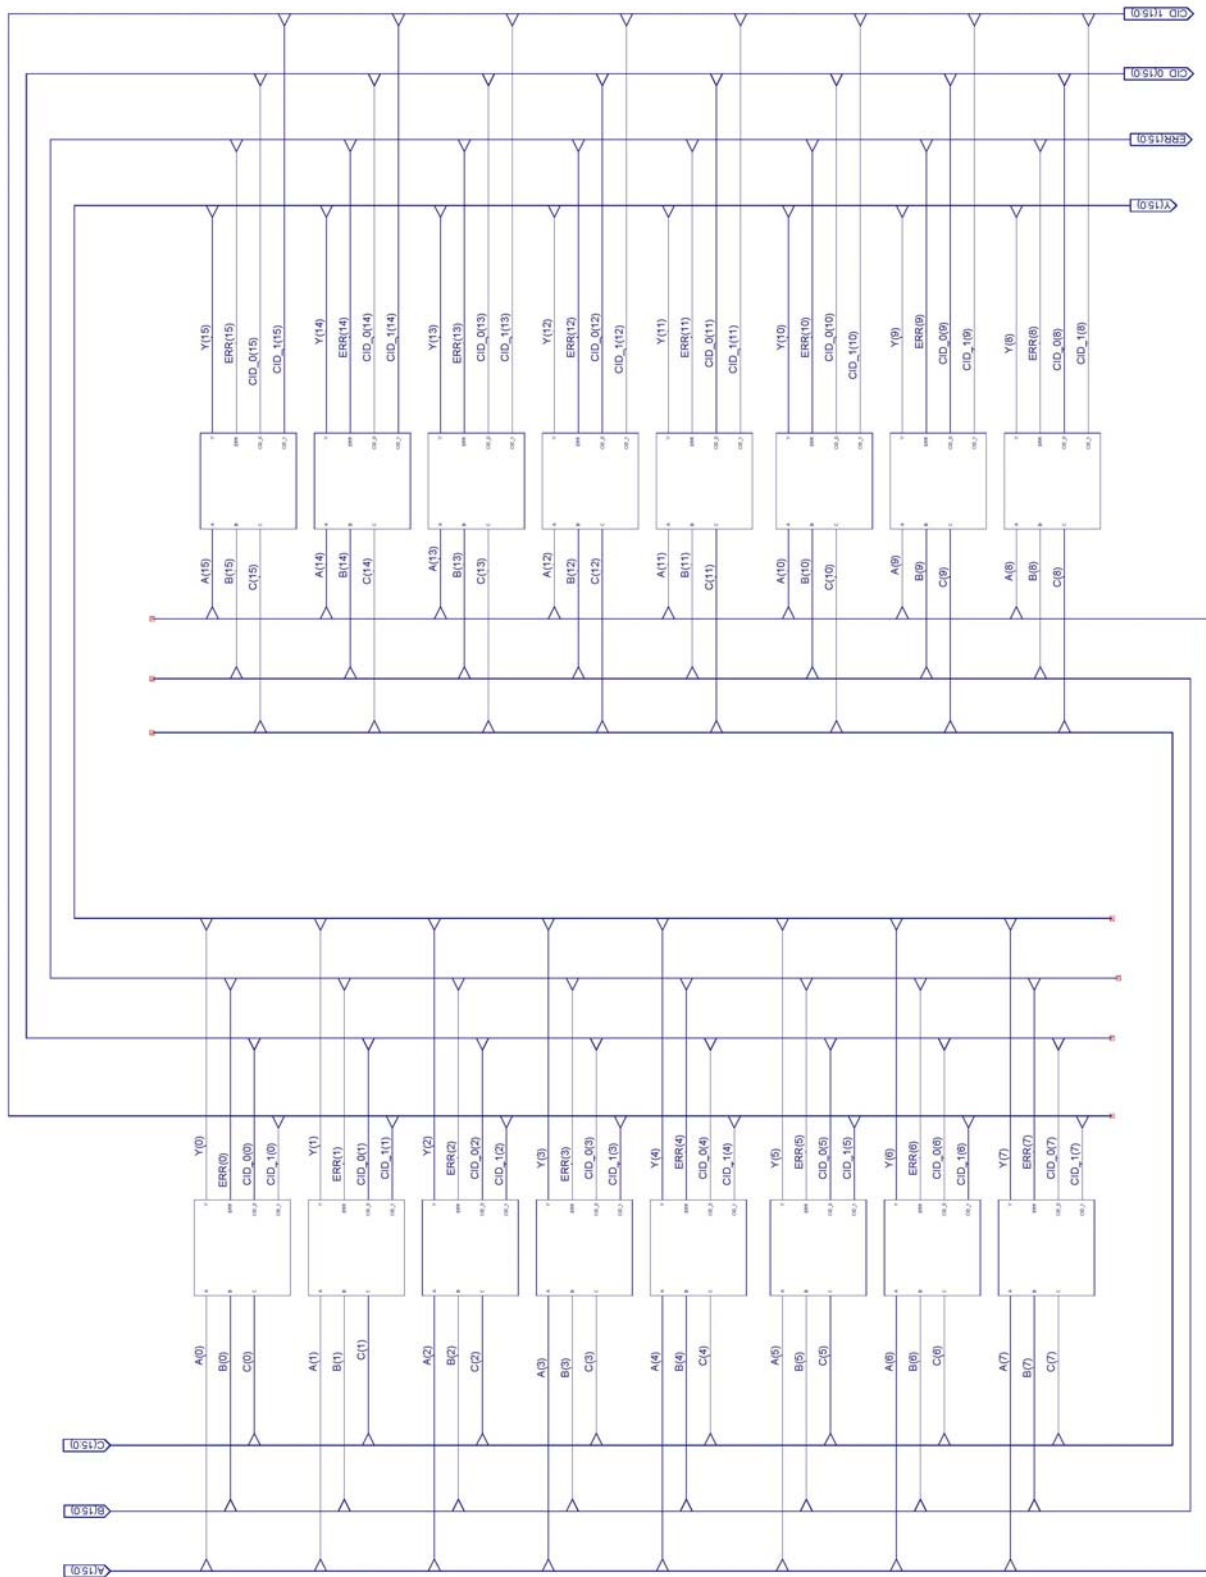 CID_1(15:0)
CID_0(15:0)
ERR(15:0)
Y(15:0)
Y(15)
ERR(15)
CID_0(15)
CID_1(15)
Y(14)
ERR(14)
CID_0(14)
CID_1(14)
Y(13)
ERR(13)
CID_0(13)
CID_1(13)
Y(12)
ERR(12)
CID_0(12)
CID_1(12)
Y(11)
ERR(11)
CID_0(11)
CID_1(11)
Y(10)
ERR(10)
CID_0(10)
CID_1(10)
Y(9)
ERR(9)
CID_0(9)
CID_1(9)
Y(8)
ERR(8)
CID_0(8)
CID_1(8)
A(15)
B(15)
C(15)
A(14)
B(14)
C(14)
A(13)
B(13)
C(13)
A(12)
B(12)
C(12)
A(11)
B(11)
C(11)
A(10)
B(10)
C(10)
A(9)
B(9)
C(9)
A(8)
B(8)
C(8)
Y(0)
ERR(0)
CID_0(0)
CID_1(0)
Y(1)
ERR(1)
CID_0(1)
CID_1(1)
Y(2)
ERR(2)
CID_0(2)
CID_1(2)
Y(3)
ERR(3)
CID_0(3)
CID_1(3)
Y(4)
ERR(4)
CID_0(4)
CID_1(4)
Y(5)
ERR(5)
CID_0(5)
CID_1(5)
Y(6)
ERR(6)
CID_0(6)
CID_1(6)
Y(7)
ERR(7)
CID_0(7)
CID_1(7)
A(0)
B(0)
C(0)
A(1)
B(1)
C(1)
A(2)
B(2)
C(2)
A(3)
B(3)
C(3)
A(4)
B(4)
C(4)
A(5)
B(5)
C(5)
A(6)
B(6)
C(6)
A(7)
B(7)
C(7)
C(15:0)
B(15:0)
A(15:0)